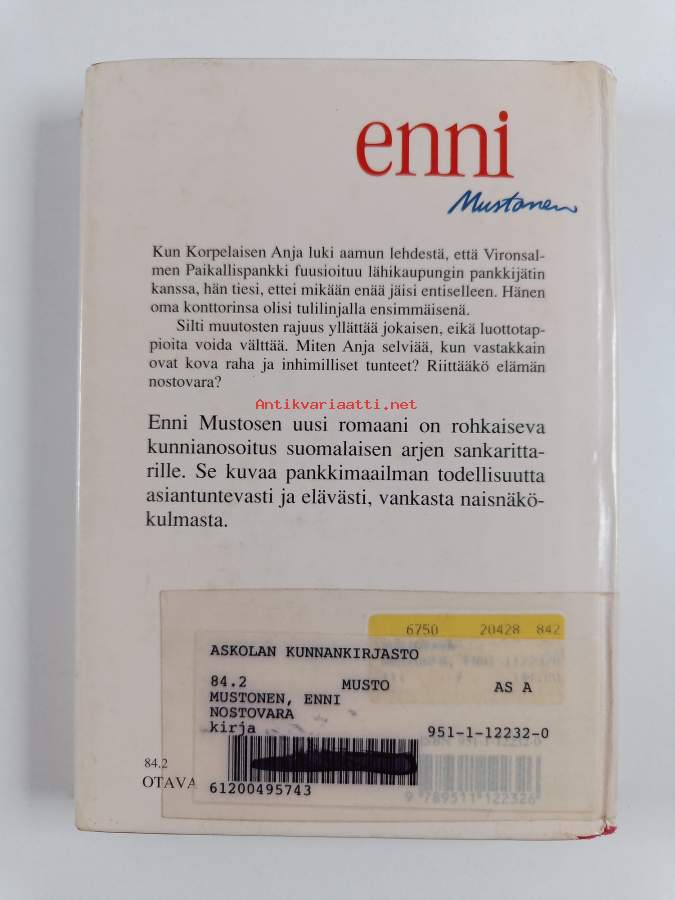 enni
Mustonen
Kun Korpelaisen Anja luki aamun lehdestä, että Vironsal-
men Paikallispankki fuusioituu lähikaupungin pankkijätin
kanssa, hän tiesi, ettei mikään enää jäisi entiselleen. Hänen
oma konttorinsa olisi tulilinjalla ensimmäisenä.
Silti muutosten rajuus yllättää jokaisen, eikä luottotap-
pioita voida välttää. Miten Anja selviää, kun vastakkain
ovat kova raha ja inhimilliset tunteet? Riittääkö elämän
nostovara?
Antikvariaatti.net
Enni Mustosen uusi romaani on rohkaiseva
kunnianosoitus suomalaisen arjen sankaritta-
rille. Se kuvaa pankkimaailman todellisuutta
asiantuntevasti ja elävästi, vankasta naisnäkö-
kulmasta.
6750 20428 842
ASKOLAN KUNNANKIRJASTO
84.2 MUSTO AS A
MUSTONEN, ENNI
NOSTOVARA
kirja 951-1-12232-0
84.2
OTAVA
61200495743
9 789511 122326